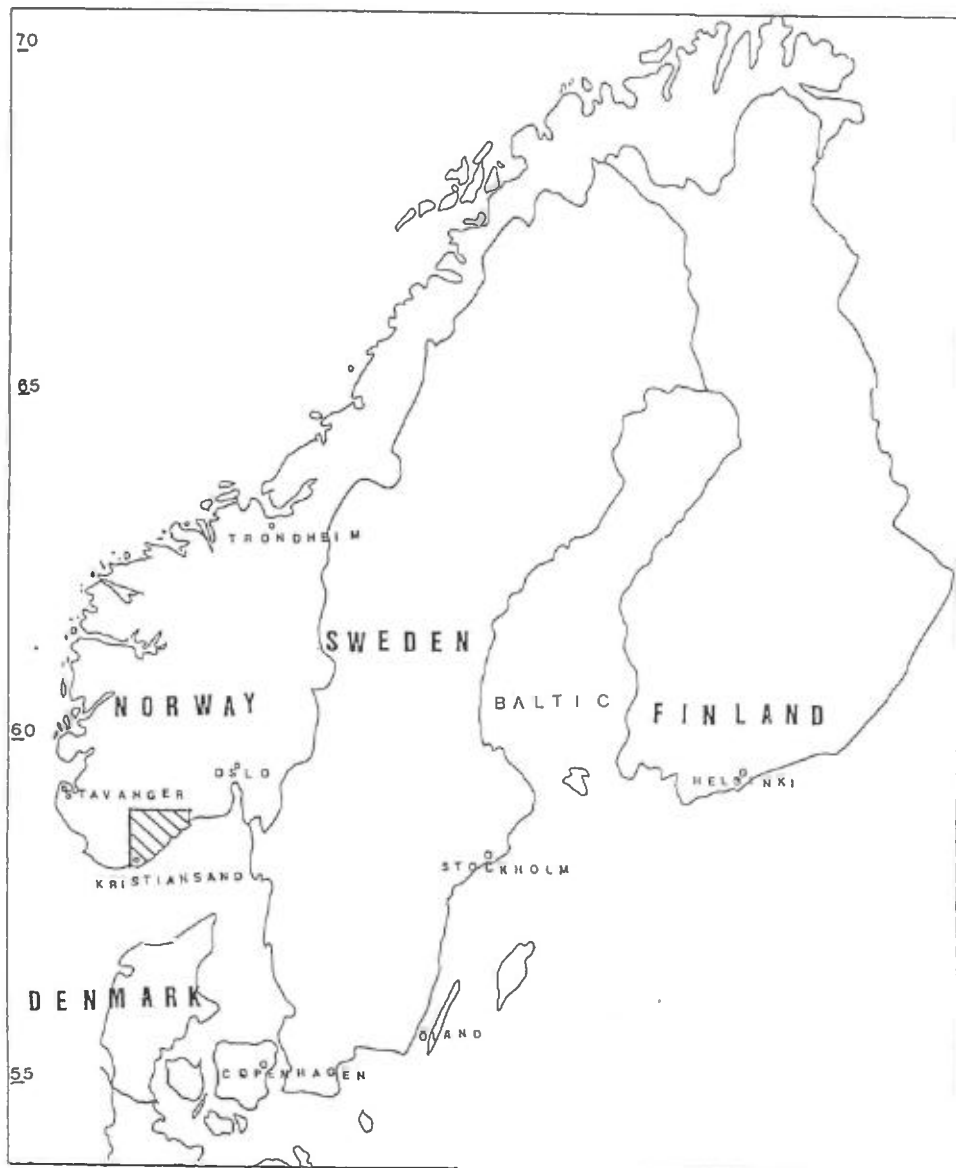 70
65
TRONDHEIM
SWEDEN
BALTIC
NORWAY
FINLAND
60
OSLO
HELSINKI
STAVANGER
STOCKHOLM
KRISTIANSAND
DENMARK
ÖLAND
COPENHAGEN
55